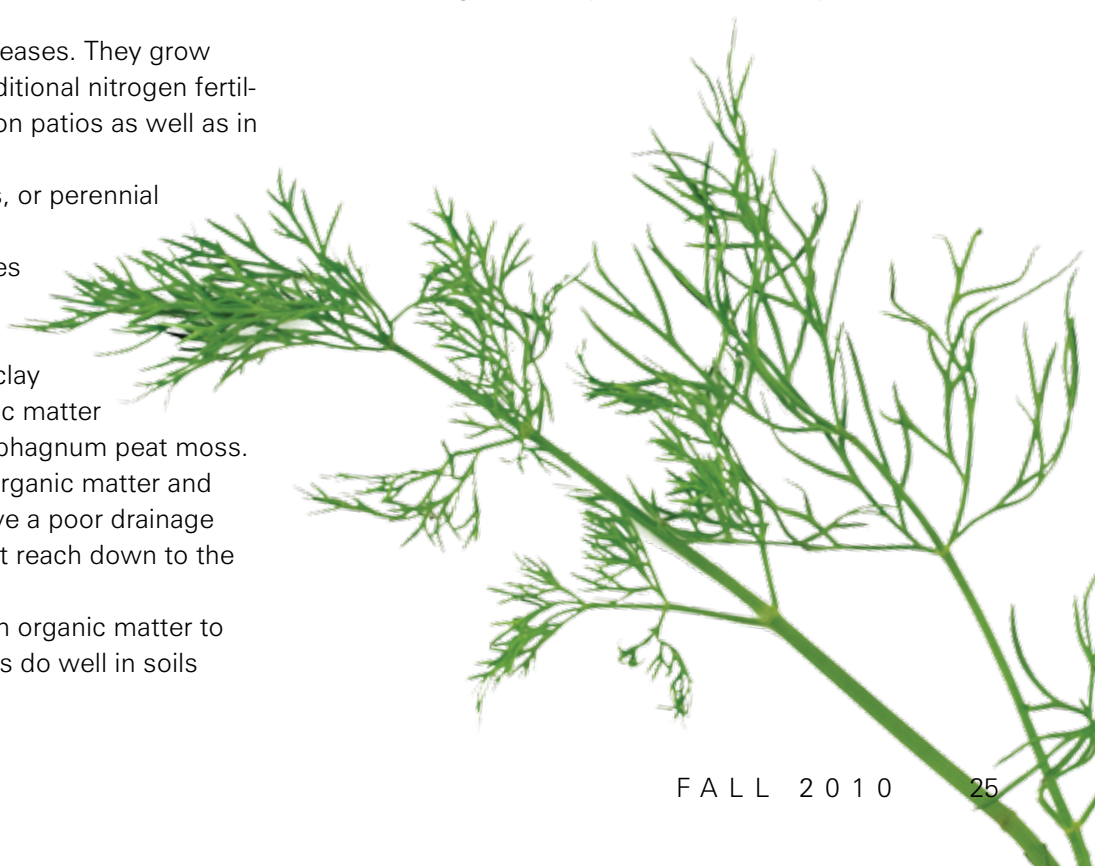 eases. They grow
ditional nitrogen fertil-
on patios as well as in
s, or perennial
es
clay
c matter
phagnum peat moss.
rganic matter and
ve a poor drainage
t reach down to the
n organic matter to
s do well in soils
FALL 2010 25